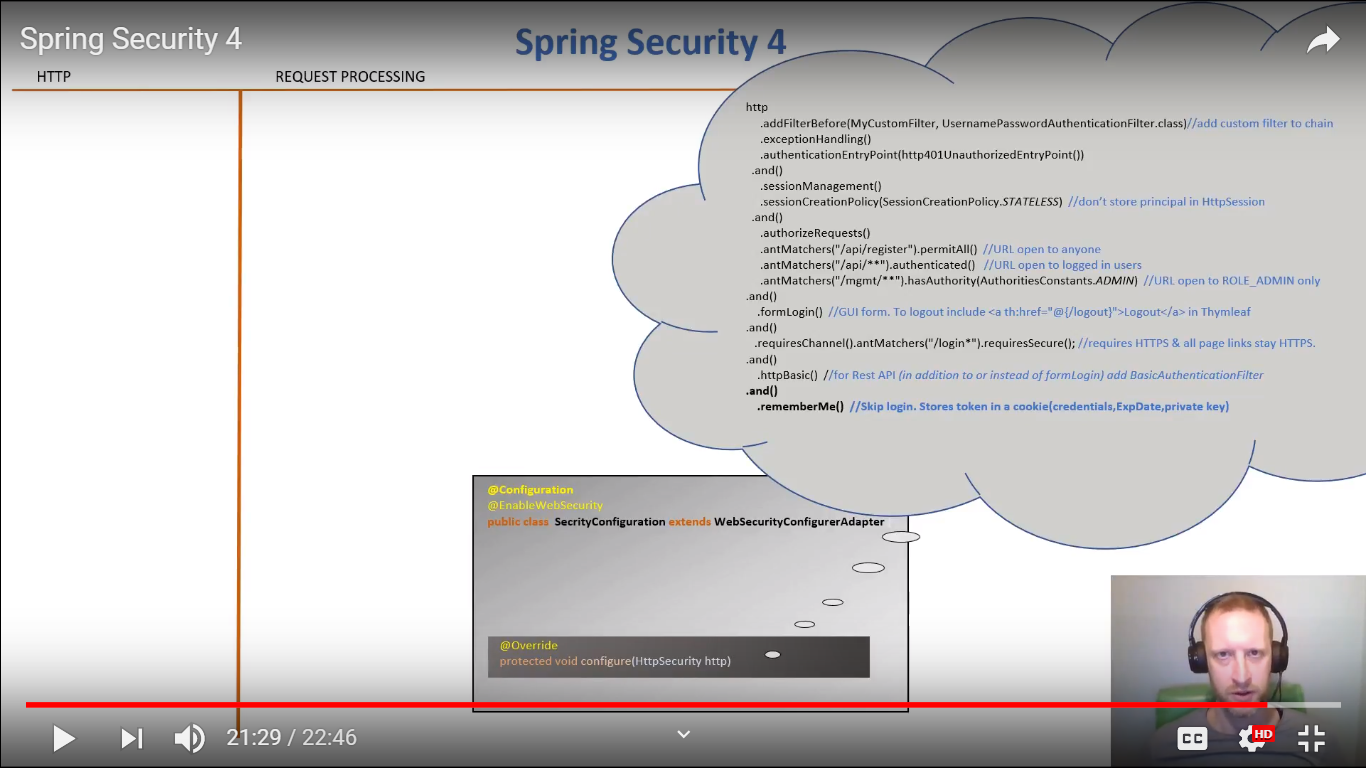 Spring Security 4
Spring Security 4
HTTP
REQUEST PROCESSING
http
.addFilterBefore(MyCustomFilter, UsernamePasswordAuthenticationFilter.class)//add custom filter to chain
.exceptionHandling()
.authenticationEntryPoint(http401UnauthorizedEntryPoint())
.and()
.sessionManagement()
.sessionCreationPolicy(SessionCreationPolicy.STATELESS) //don't store principal in HttpSession
.and()
.authorizeRequests()
.antMatchers("/api/register").permitAll() //URL open to anyone
.antMatchers("/api/**").authenticated() //URL open to logged in users
.antMatchers("/mgmt/**").hasAuthority(AuthoritiesConstants.ADMIN) //URL open to ROLE_ADMIN only
.and()
.formLogin() //GUI form. To logout include <a th:href="@{/logout}">Logout</a> in Thymleaf
.and()
.requiresChannel().antMatchers("/login*").requiresSecure(); //requires HTTPS & all page links stay HTTPS.
.and()
.httpBasic() //for Rest API (in addition to or instead of formLogin) add BasicAuthenticationFilter
.and()
.rememberMe() //Skip login. Stores token in a cookie(credentials,ExpDate,private key)
@Configuration
@EnableWebSecurity
public class SecrityConfiguration extends WebSecurityConfigurerAdapter
@Override
protected void configure(HttpSecurity http)
21:29 / 22:46
CC
HD